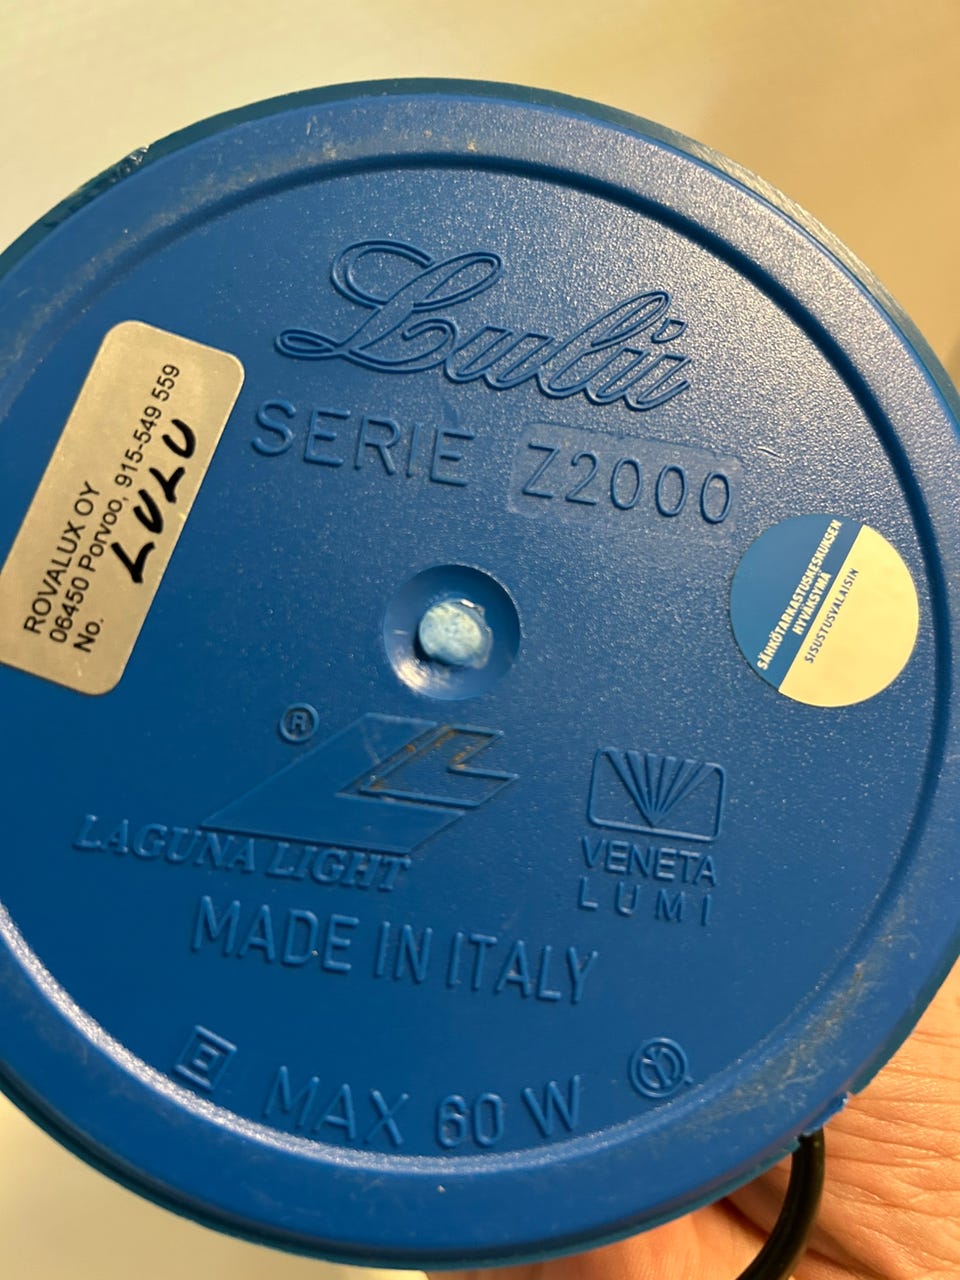 Lulù
SERIE Z2000
ROVALUX OY
06450 Porvoo, 915-549 559
No. LULU
SÄHKÖTARKASTUSKESKUKSEN
HYVÄKSYMÄ
SISUSTUSVALAISIN
®
LAGUNA LIGHT
VENETA
LUMI
MADE IN ITALY
MAX 60 W